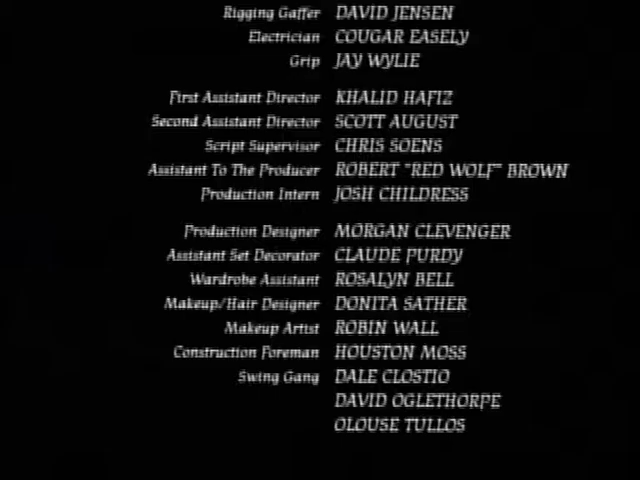 Rigging Gaffer DAVID JENSEN
Electrician COUGAR EASELY
Grip JAY WYLIE
First Assistant Director KHALID HAFIZ
Second Assistant Director SCOTT AUGUST
Script Supervisor CHRIS SOENS
Assistant To The Producer ROBERT "RED WOLF" BROWN
Production Intern JOSH CHILDRESS
Production Designer MORGAN CLEVENGER
Assistant Set Decorator CLAUDE PURDY
Wardrobe Assistant ROSALYN BELL
Makeup/Hair Designer DONITA SATHER
Makeup Artist ROBIN WALL
Construction Foreman HOUSTON MOSS
Swing Gang DALE CLOSTIO
DAVID OGLETHORPE
OLOUSE TULLOS